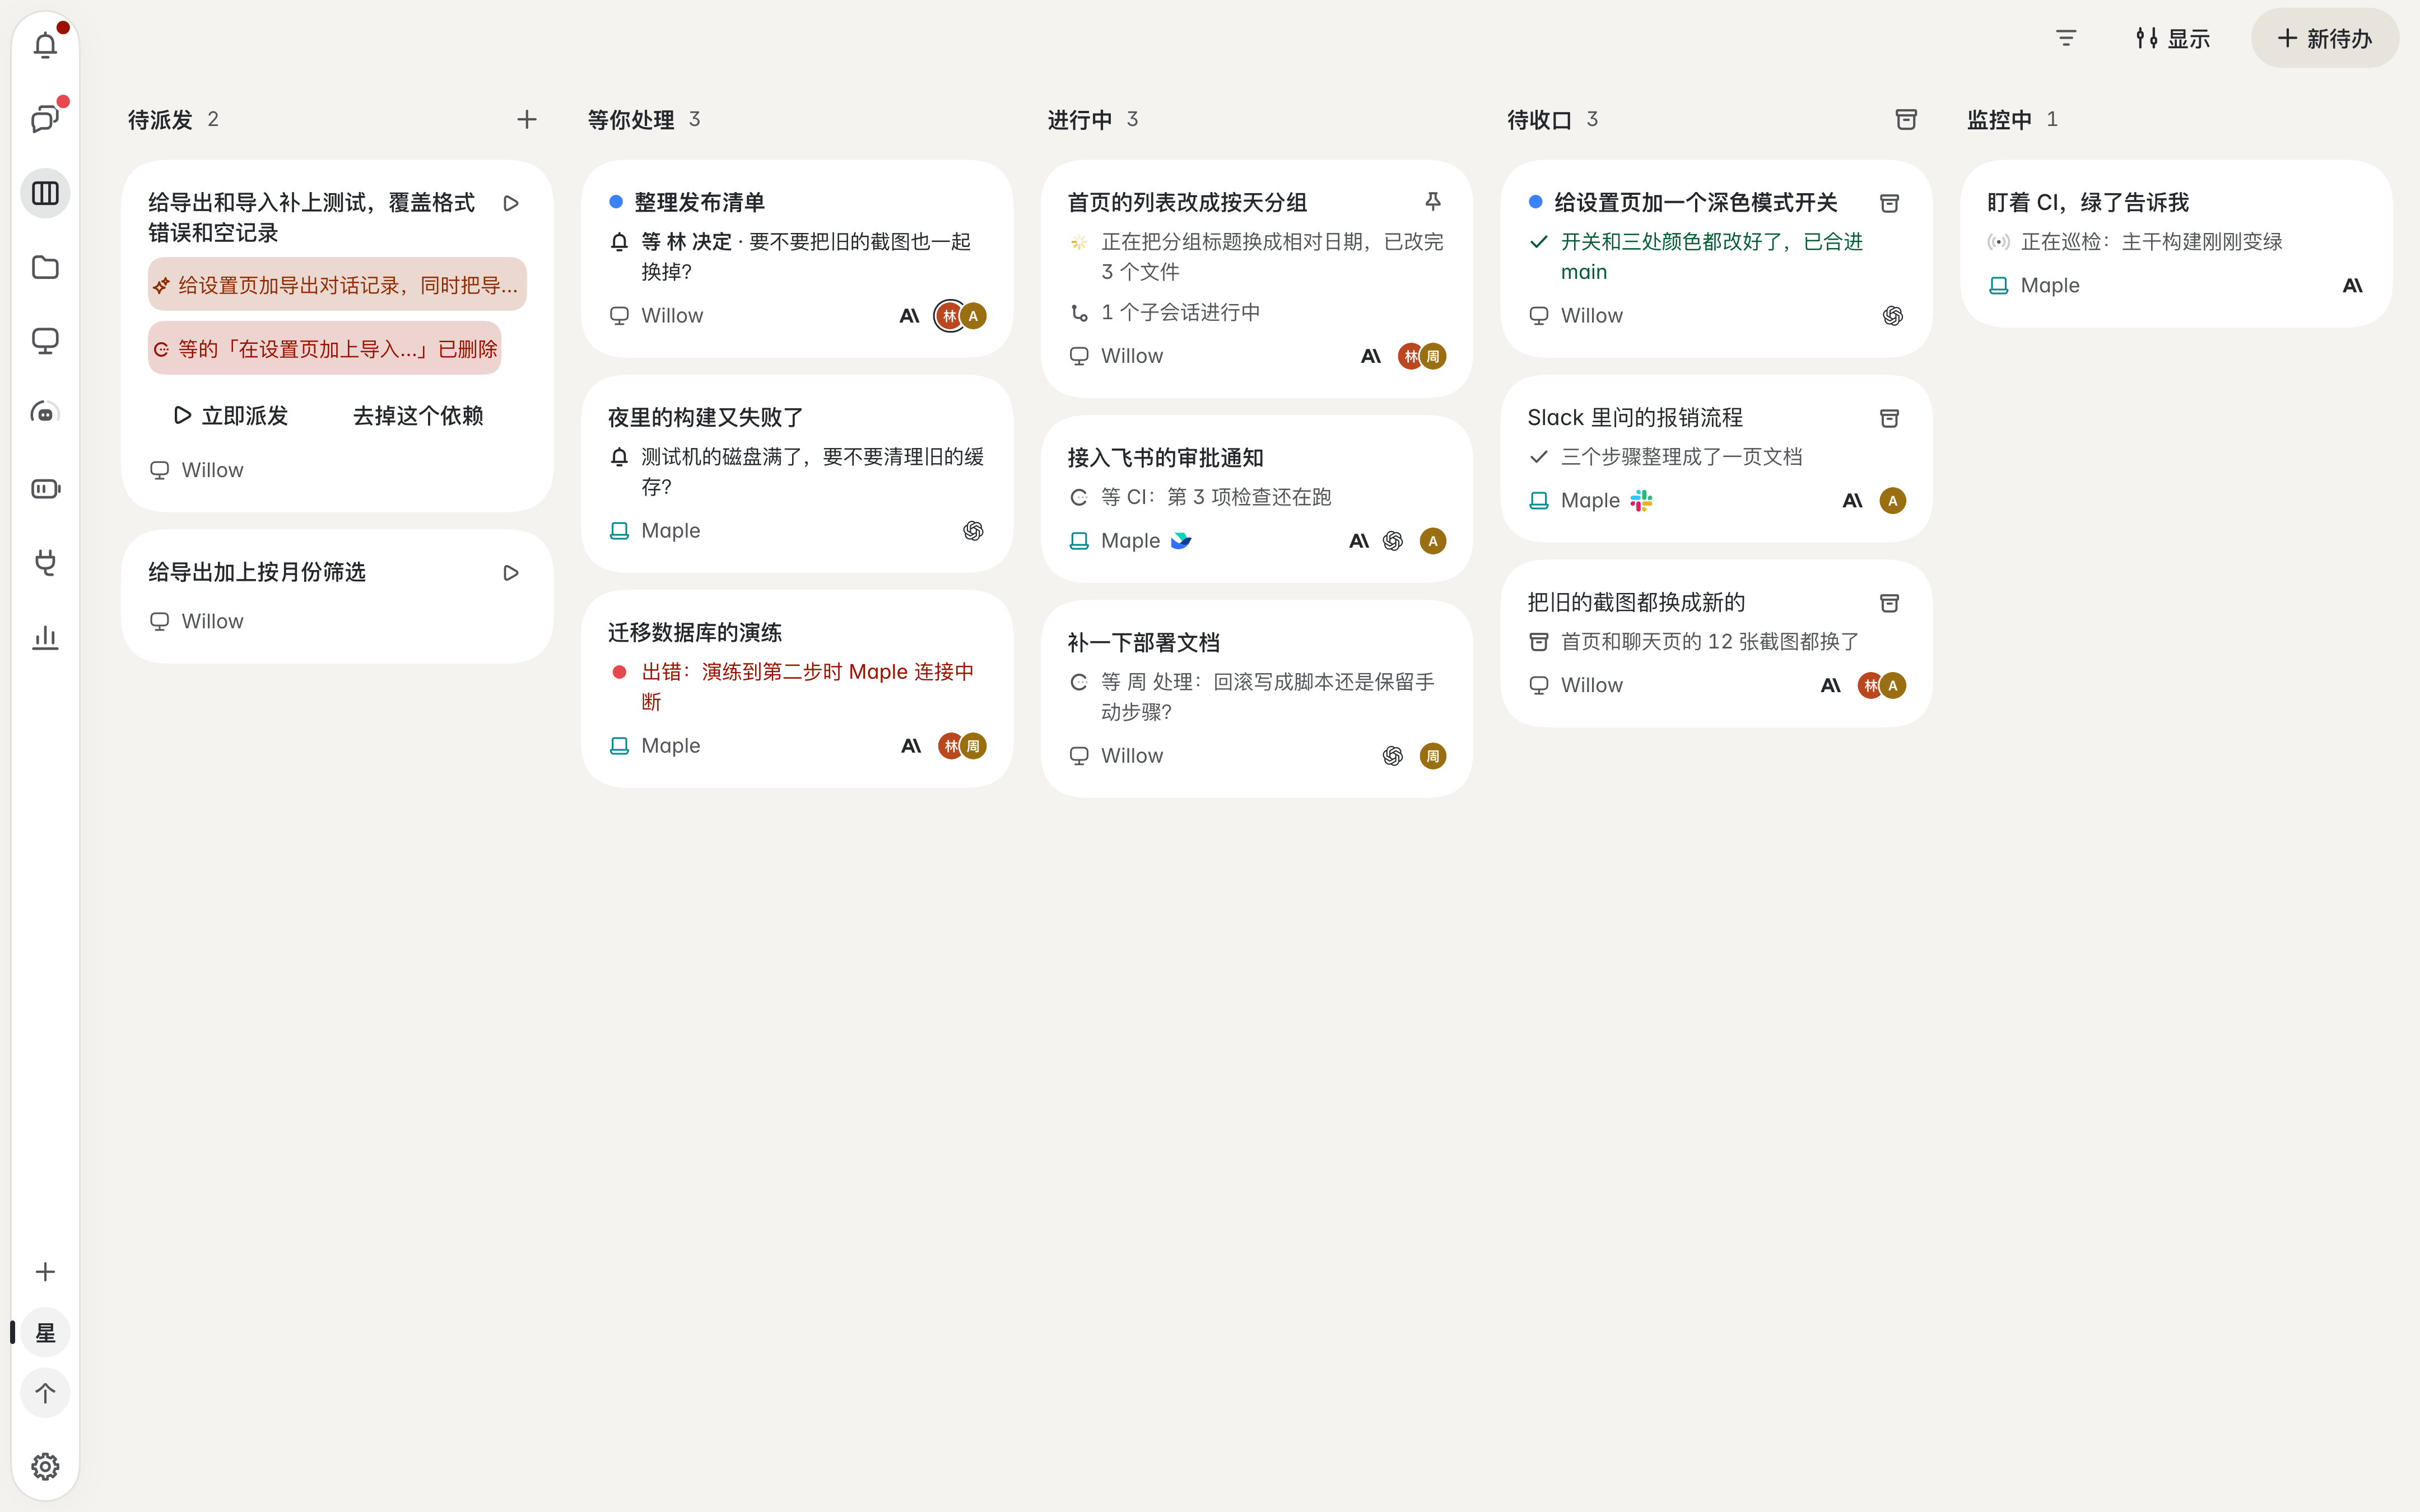 显示
新待办
待派发 2
给导出和导入补上测试，覆盖格式
错误和空记录
给设置页加导出对话记录，同时把导...
等的「在设置页加上导入...」已删除
立即派发
去掉这个依赖
Willow
给导出加上按月份筛选
Willow
等你处理 3
整理发布清单
等 林 决定 · 要不要把旧的截图也一起
换掉？
Willow
林
A
夜里的构建又失败了
测试机的磁盘满了，要不要清理旧的缓
存？
Maple
迁移数据库的演练
出错：演练到第二步时 Maple 连接中
断
Maple
林
周
进行中 3
首页的列表改成按天分组
正在把分组标题换成相对日期，已改完
3 个文件
1 个子会话进行中
Willow
林
周
接入飞书的审批通知
等 CI：第 3 项检查还在跑
Maple
A
补一下部署文档
等 周 处理：回滚写成脚本还是保留手
动步骤？
Willow
周
待收口 3
给设置页加一个深色模式开关
开关和三处颜色都改好了，已合进
main
Willow
Slack 里问的报销流程
三个步骤整理成了一页文档
Maple
A
把旧的截图都换成新的
首页和聊天页的 12 张截图都换了
Willow
林
A
监控中 1
盯着 CI，绿了告诉我
正在巡检：主干构建刚刚变绿
Maple
星
个